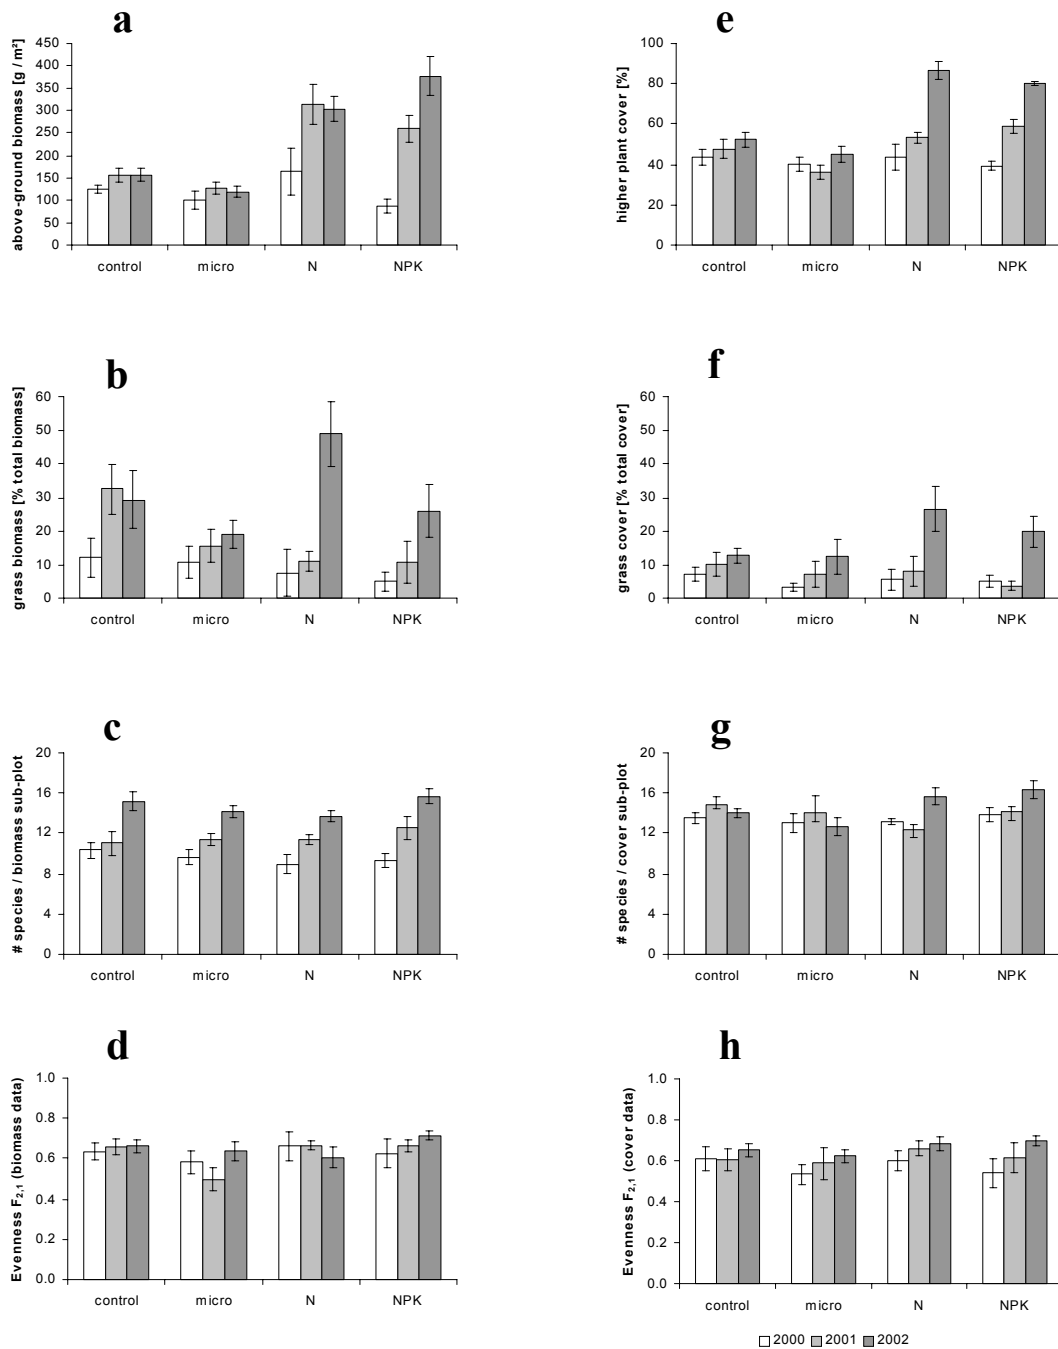 a
above-ground biomass [g / m²]
450
400
350
300
250
200
150
100
50
0
control micro N NPK
e
higher plant cover [%]
100
80
60
40
20
0
control micro N NPK
b
grass biomass [% total biomass]
60
50
40
30
20
10
0
control micro N NPK
f
grass cover [% total cover]
60
50
40
30
20
10
0
control micro N NPK
c
# species / biomass sub-plot
20
16
12
8
4
0
control micro N NPK
g
# species / cover sub-plot
20
16
12
8
4
0
control micro N NPK
d
Evenness F2,1 (biomass data)
1.0
0.8
0.6
0.4
0.2
0.0
control micro N NPK
h
Evenness F2,1 (cover data)
1.0
0.8
0.6
0.4
0.2
0.0
control micro N NPK
2000 2001 2002